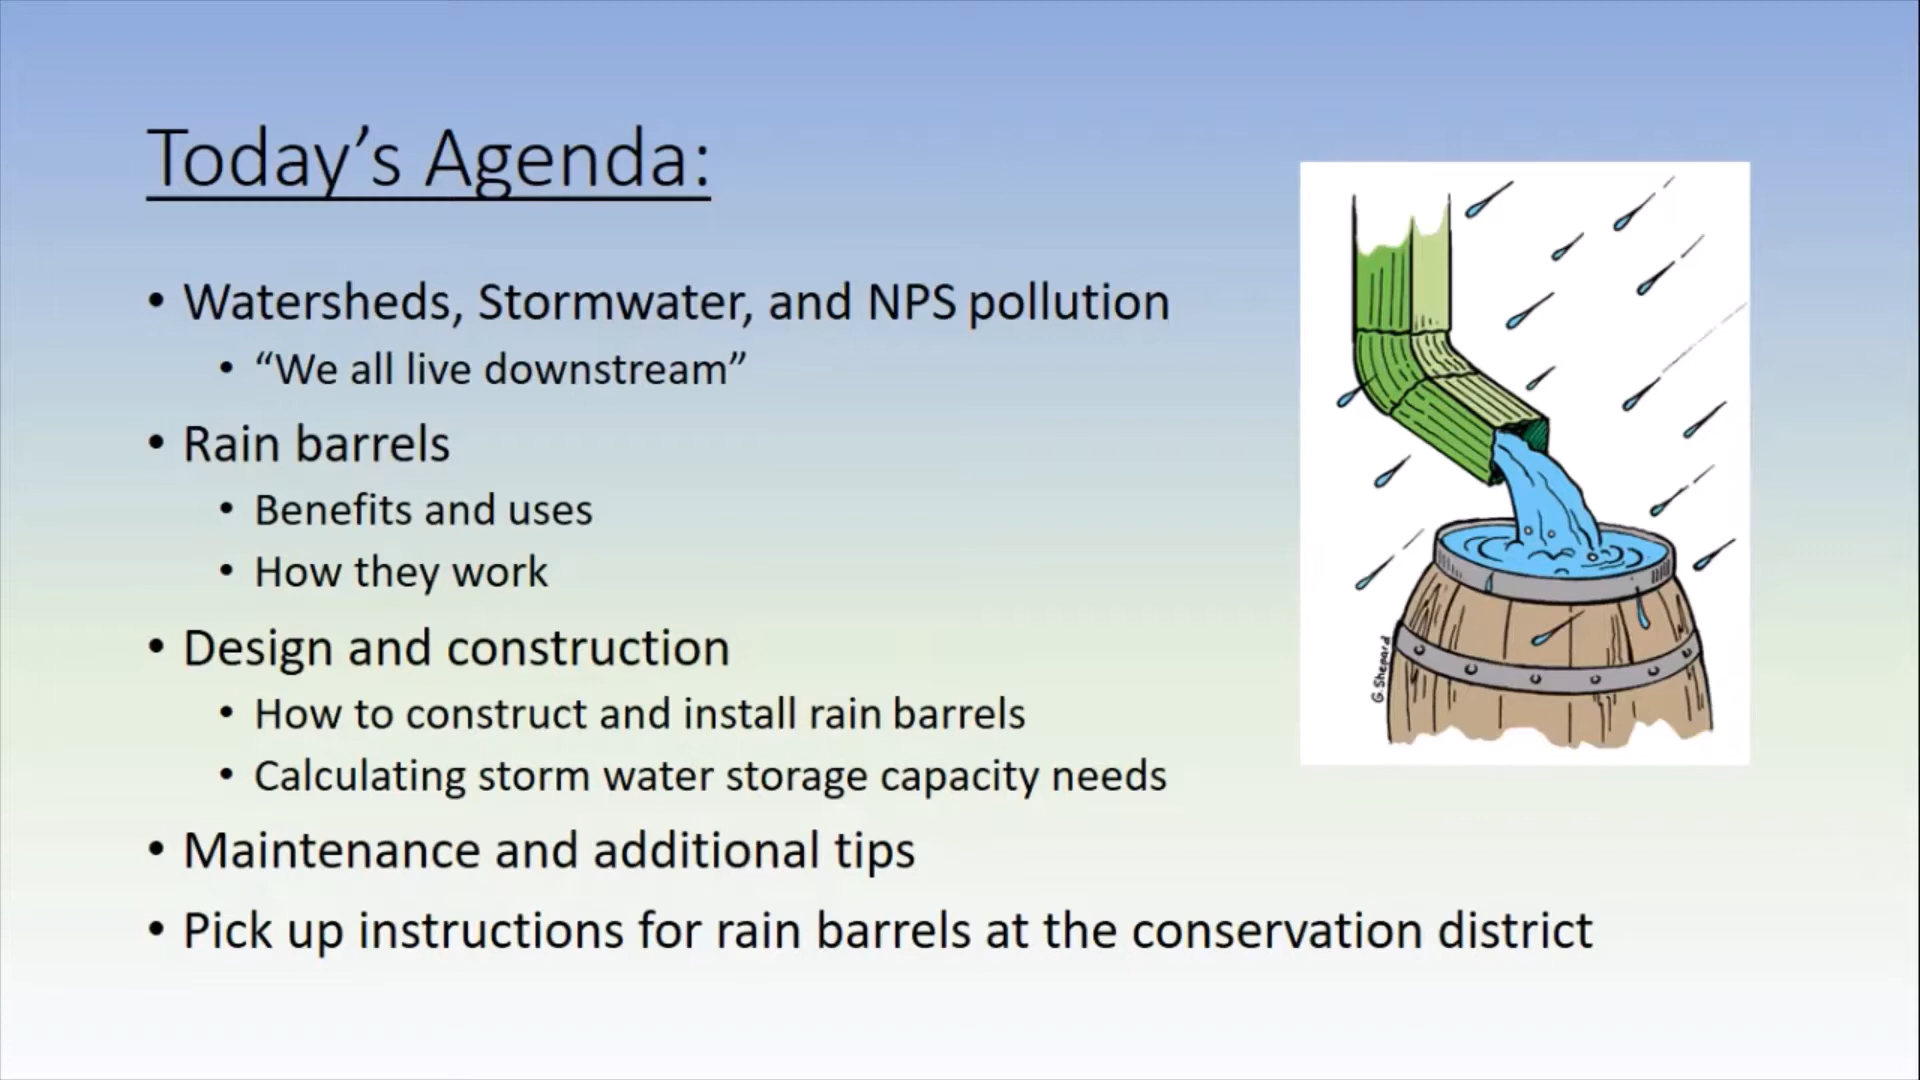 Today’s Agenda:
• Watersheds, Stormwater, and NPS pollution
• “We all live downstream”
• Rain barrels
• Benefits and uses
• How they work
• Design and construction
• How to construct and install rain barrels
• Calculating storm water storage capacity needs
• Maintenance and additional tips
• Pick up instructions for rain barrels at the conservation district
G.Shepard